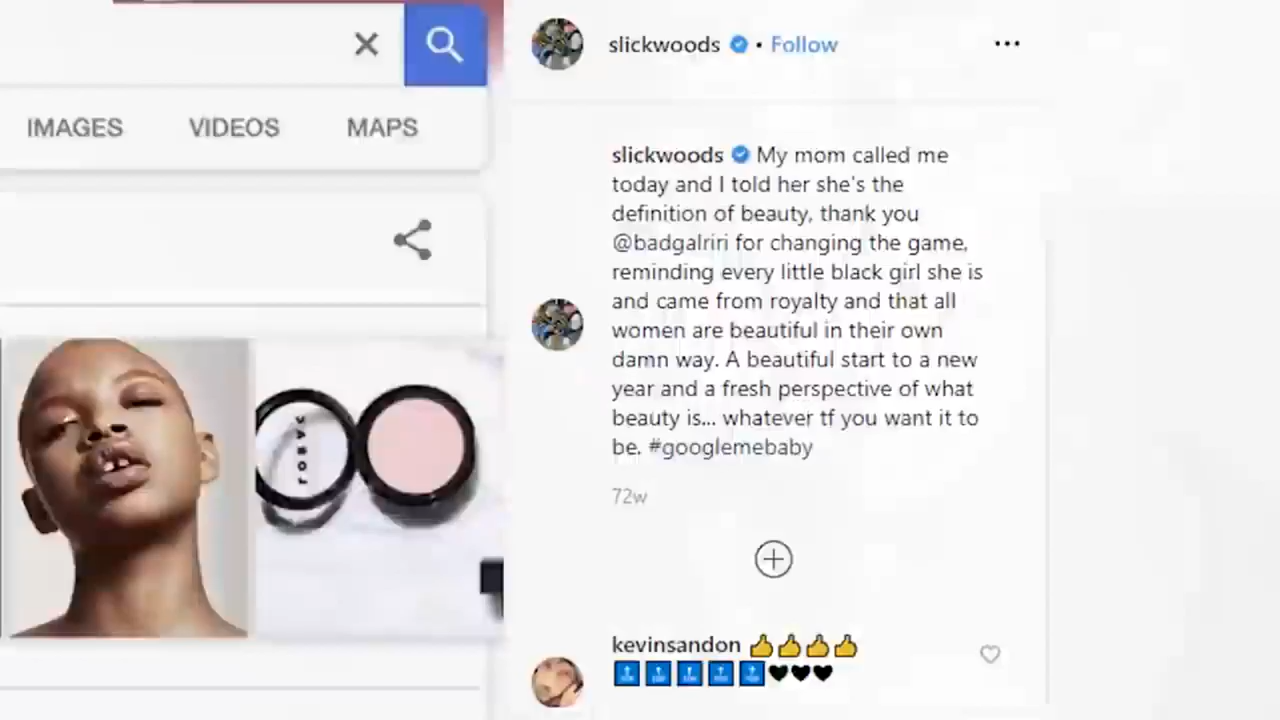 IMAGES VIDEOS MAPS
slickwoods • Follow
slickwoods My mom called me
today and I told her she's the
definition of beauty, thank you
@badgalriri for changing the game,
reminding every little black girl she is
and came from royalty and that all
women are beautiful in their own
damn way. A beautiful start to a new
year and a fresh perspective of what
beauty is... whatever tf you want it to
be. #googlemebaby
72w
kevinsandon 👍👍👍👍
🔝🔝🔝🔝🔝🖤🖤🖤